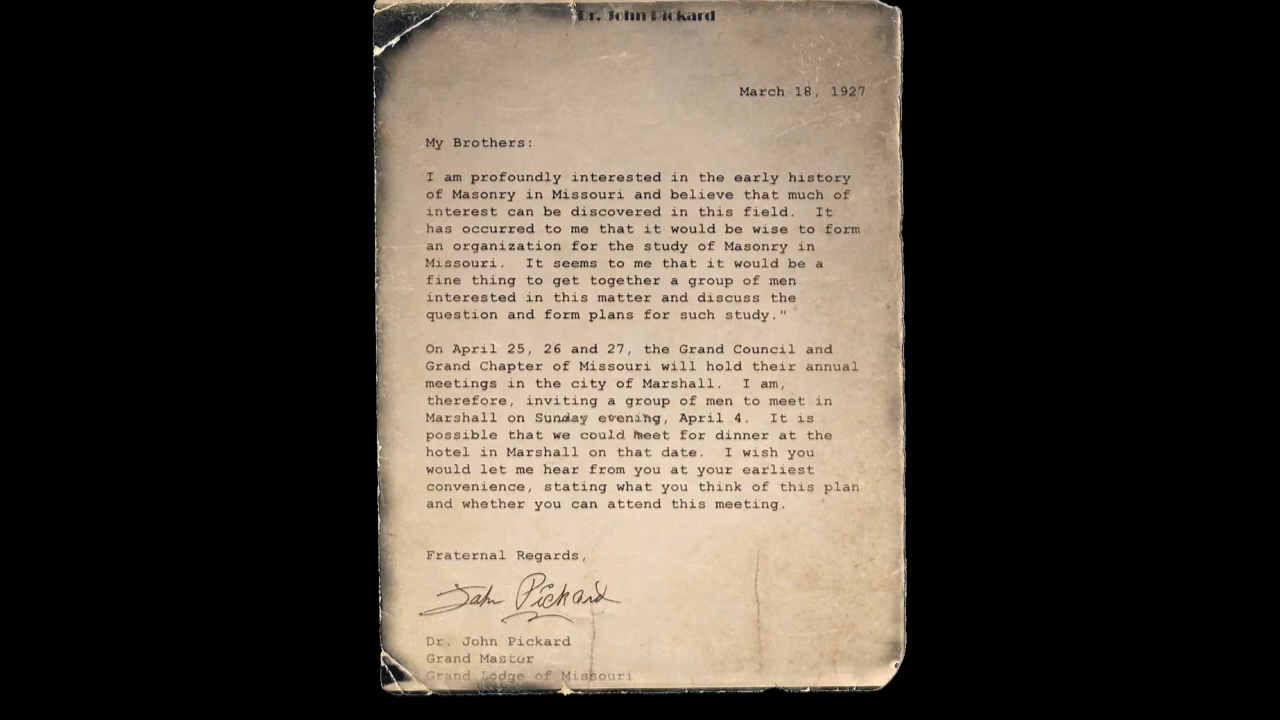 Dr. John Pickard
March 18, 1927
My Brothers:
I am profoundly interested in the early history
of Masonry in Missouri and believe that much of
interest can be discovered in this field.  It
has occurred to me that it would be wise to form
an organization for the study of Masonry in
Missouri.  It seems to me that it would be a
fine thing to get together a group of men
interested in this matter and discuss the
question and form plans for such study."
On April 25, 26 and 27, the Grand Council and
Grand Chapter of Missouri will hold their annual
meetings in the city of Marshall.  I am,
therefore, inviting a group of men to meet in
Marshall on Sunday evening, April 4.  It is
possible that we could meet for dinner at the
hotel in Marshall on that date.  I wish you
would let me hear from you at your earliest
convenience, stating what you think of this plan
and whether you can attend this meeting.
Fraternal Regards,
John Pickard
Dr. John Pickard
Grand Master
Grand Lodge of Missouri